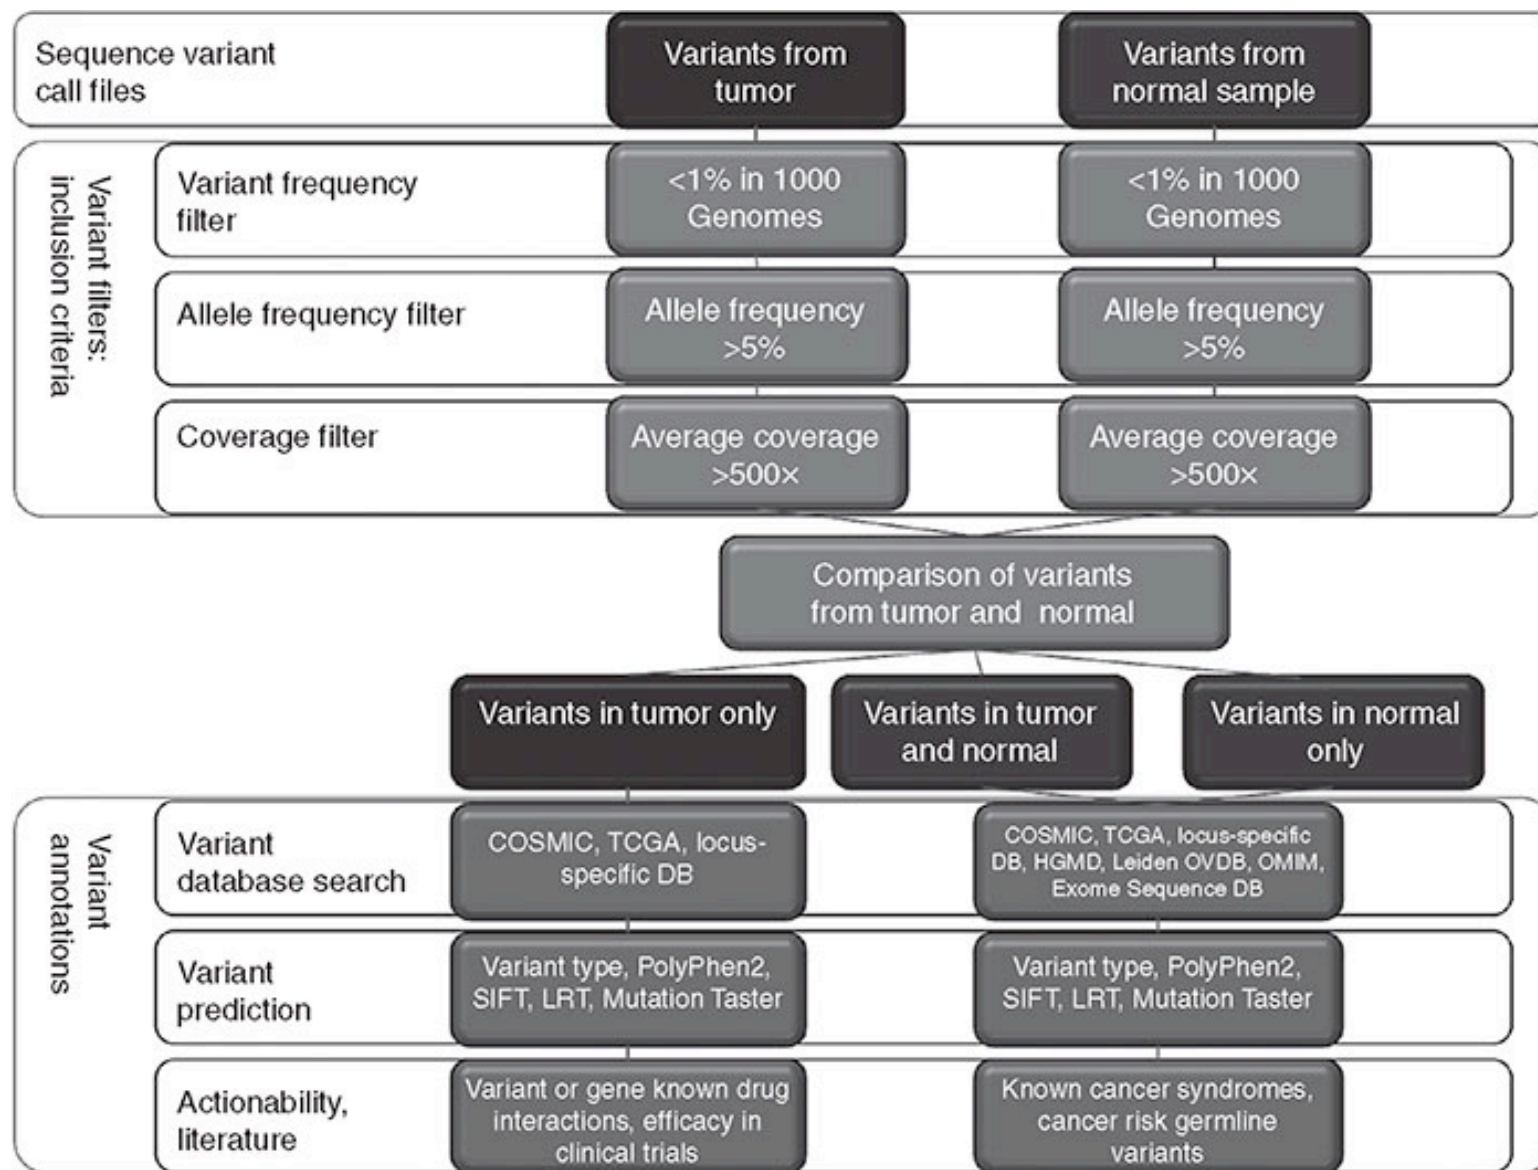 Sequence variant
call files
Variants from
tumor
Variants from
normal sample
Variant filters:
inclusion criteria
Variant frequency
filter
<1% in 1000
Genomes
<1% in 1000
Genomes
Allele frequency filter
Allele frequency
>5%
Allele frequency
>5%
Coverage filter
Average coverage
>500×
Average coverage
>500×
Comparison of variants
from tumor and normal
Variants in tumor only
Variants in tumor
and normal
Variants in normal
only
Variant
annotations
Variant
database search
COSMIC, TCGA, locus-
specific DB
COSMIC, TCGA, locus-specific
DB, HGMD, Leiden OVDB, OMIM,
Exome Sequence DB
Variant
prediction
Variant type, PolyPhen2,
SIFT, LRT, Mutation Taster
Variant type, PolyPhen2,
SIFT, LRT, Mutation Taster
Actionability,
literature
Variant or gene known drug
interactions, efficacy in
clinical trials
Known cancer syndromes,
cancer risk germline
variants